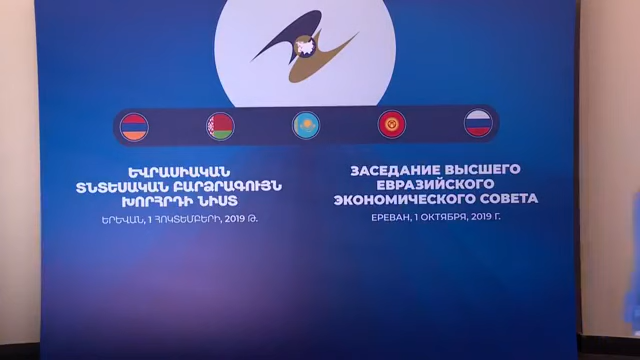 ԵՎՐԱՍԻԱԿԱՆ
ՏՆՏԵՍԱԿԱՆ ԲԱՐՁՐԱԳՈՒՅՆ
ԽՈՐՀՐԴԻ ՆԻՍՏ
ԵՐԵՎԱՆ, 1 ՀՈԿՏԵՄԲԵՐԻ, 2019 Թ.
ЗАСЕДАНИЕ ВЫСШЕГО
ЕВРАЗИЙСКОГО
ЭКОНОМИЧЕСКОГО СОВЕТА
ЕРЕВАН, 1 ОКТЯБРЯ, 2019 Г.